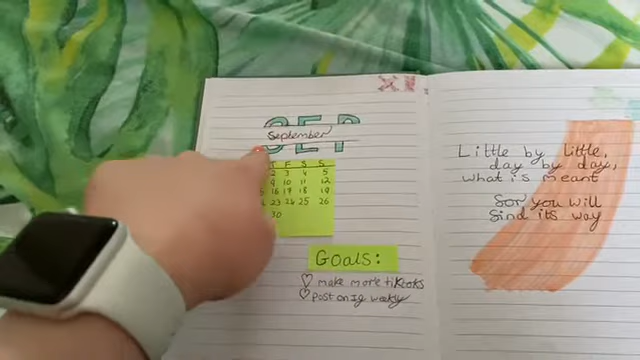 SEP
September
T F S S
2 3 4 5
9 10 11 12
16 17 18 19
23 24 25 26
30
Goals:
make more tiktoks
post on ig weekly
Little by little,
day by day,
what is meant
for you will
find its way